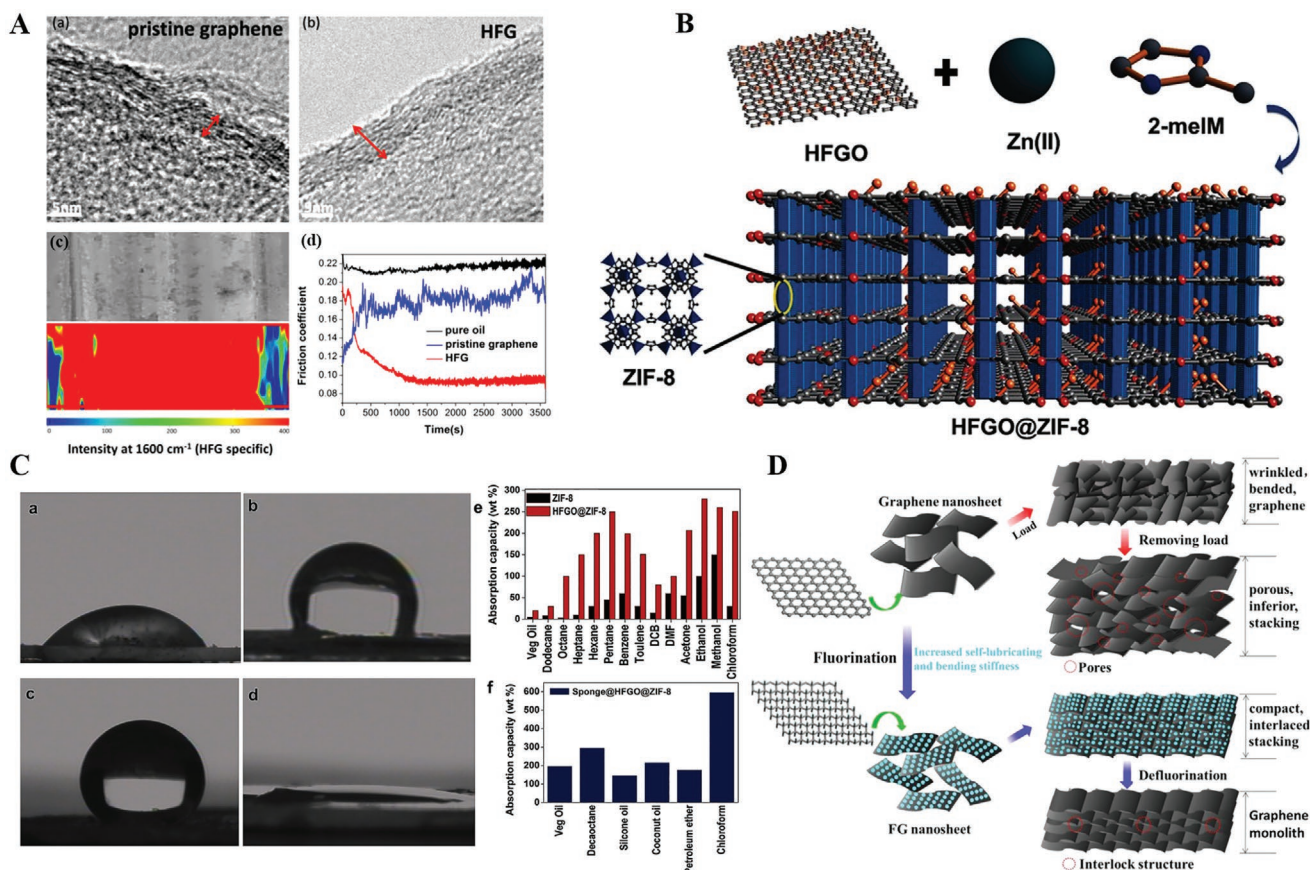 A
(a)
pristine graphene
5nm
(b)
HFG
(c)
0
100
200
300
400
Intensity at 1600 cm⁻¹ (HFG specific)
(d)
Friction coefficient
0.22
0.20
0.18
0.16
0.14
0.12
0.10
0.08
pure oil
pristine graphene
HFG
0
500
1000
1500
2000
2500
3000
3500
Time(s)
B
HFGO
+
Zn(II)
2-meIM
ZIF-8
HFGO@ZIF-8
C
a
b
c
d
e
Absorption capacity (wt %)
300
250
200
150
100
50
0
ZIF-8
HFGO@ZIF-8
Veg Oil
Dodecane
Octane
Heptane
Hexane
Pentane
Benzene
Toulene
DCB
DMF
Acetone
Ethanol
Methanol
Chloroform
f
Absorption capacity (wt %)
600
500
400
300
200
100
0
Sponge@HFGO@ZIF-8
Veg Oil
Decaoctane
Silcone oil
Coconut oil
Petroleum ether
Chloroform
D
Graphene nanosheet
Load
wrinkled,
bended,
graphene
Removing load
porous,
inferior,
stacking
Pores
Fluorination
Increased self-lubricating
and bending stiffness
FG nanosheet
compact,
interlaced
stacking
Defluorination
Graphene
monolith
Interlock structure